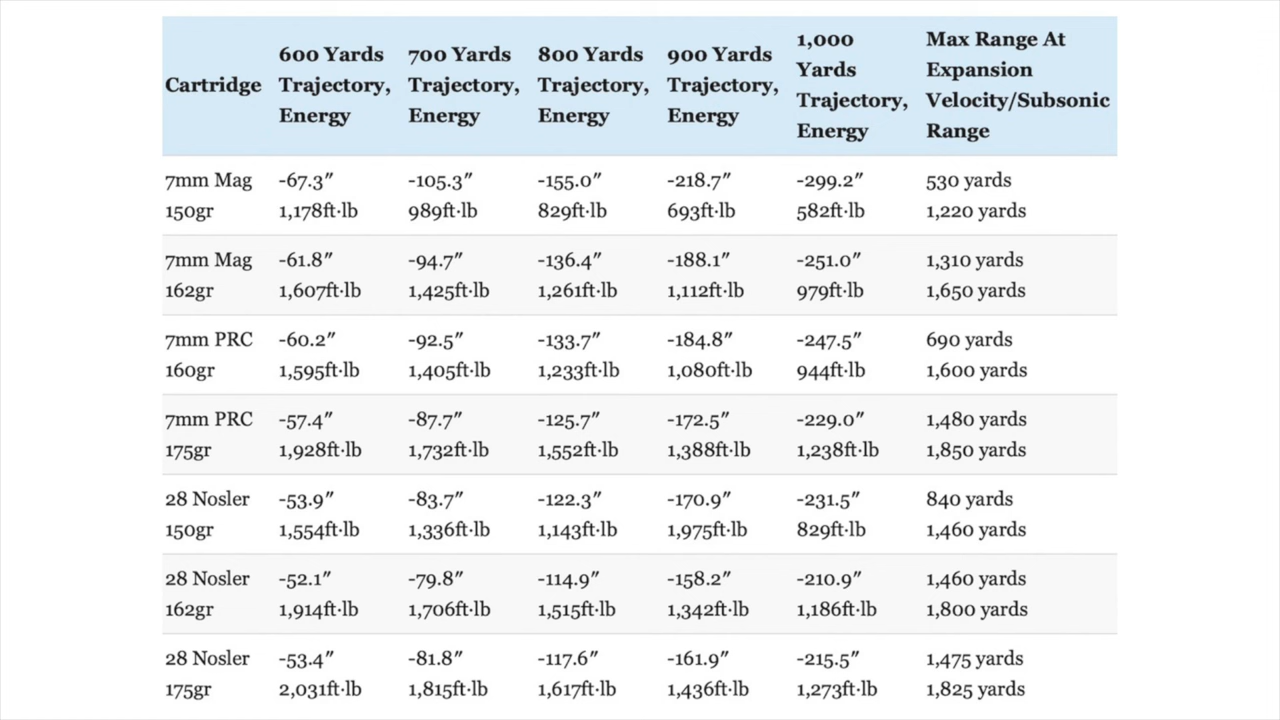 Cartridge
600 Yards
Trajectory,
Energy
700 Yards
Trajectory,
Energy
800 Yards
Trajectory,
Energy
900 Yards
Trajectory,
Energy
1,000
Yards
Trajectory,
Energy
Max Range At
Expansion
Velocity/Subsonic
Range
7mm Mag -67.3″ -105.3″ -155.0″ -218.7″ -299.2″ 530 yards
150gr 1,178ft·lb 989ft·lb 829ft·lb 693ft·lb 582ft·lb 1,220 yards
7mm Mag -61.8″ -94.7″ -136.4″ -188.1″ -251.0″ 1,310 yards
162gr 1,607ft·lb 1,425ft·lb 1,261ft·lb 1,112ft·lb 979ft·lb 1,650 yards
7mm PRC -60.2″ -92.5″ -133.7″ -184.8″ -247.5″ 690 yards
160gr 1,595ft·lb 1,405ft·lb 1,233ft·lb 1,080ft·lb 944ft·lb 1,600 yards
7mm PRC -57.4″ -87.7″ -125.7″ -172.5″ -229.0″ 1,480 yards
175gr 1,928ft·lb 1,732ft·lb 1,552ft·lb 1,388ft·lb 1,238ft·lb 1,850 yards
28 Nosler -53.9″ -83.7″ -122.3″ -170.9″ -231.5″ 840 yards
150gr 1,554ft·lb 1,336ft·lb 1,143ft·lb 1,975ft·lb 829ft·lb 1,460 yards
28 Nosler -52.1″ -79.8″ -114.9″ -158.2″ -210.9″ 1,460 yards
162gr 1,914ft·lb 1,706ft·lb 1,515ft·lb 1,342ft·lb 1,186ft·lb 1,800 yards
28 Nosler -53.4″ -81.8″ -117.6″ -161.9″ -215.5″ 1,475 yards
175gr 2,031ft·lb 1,815ft·lb 1,617ft·lb 1,436ft·lb 1,273ft·lb 1,825 yards